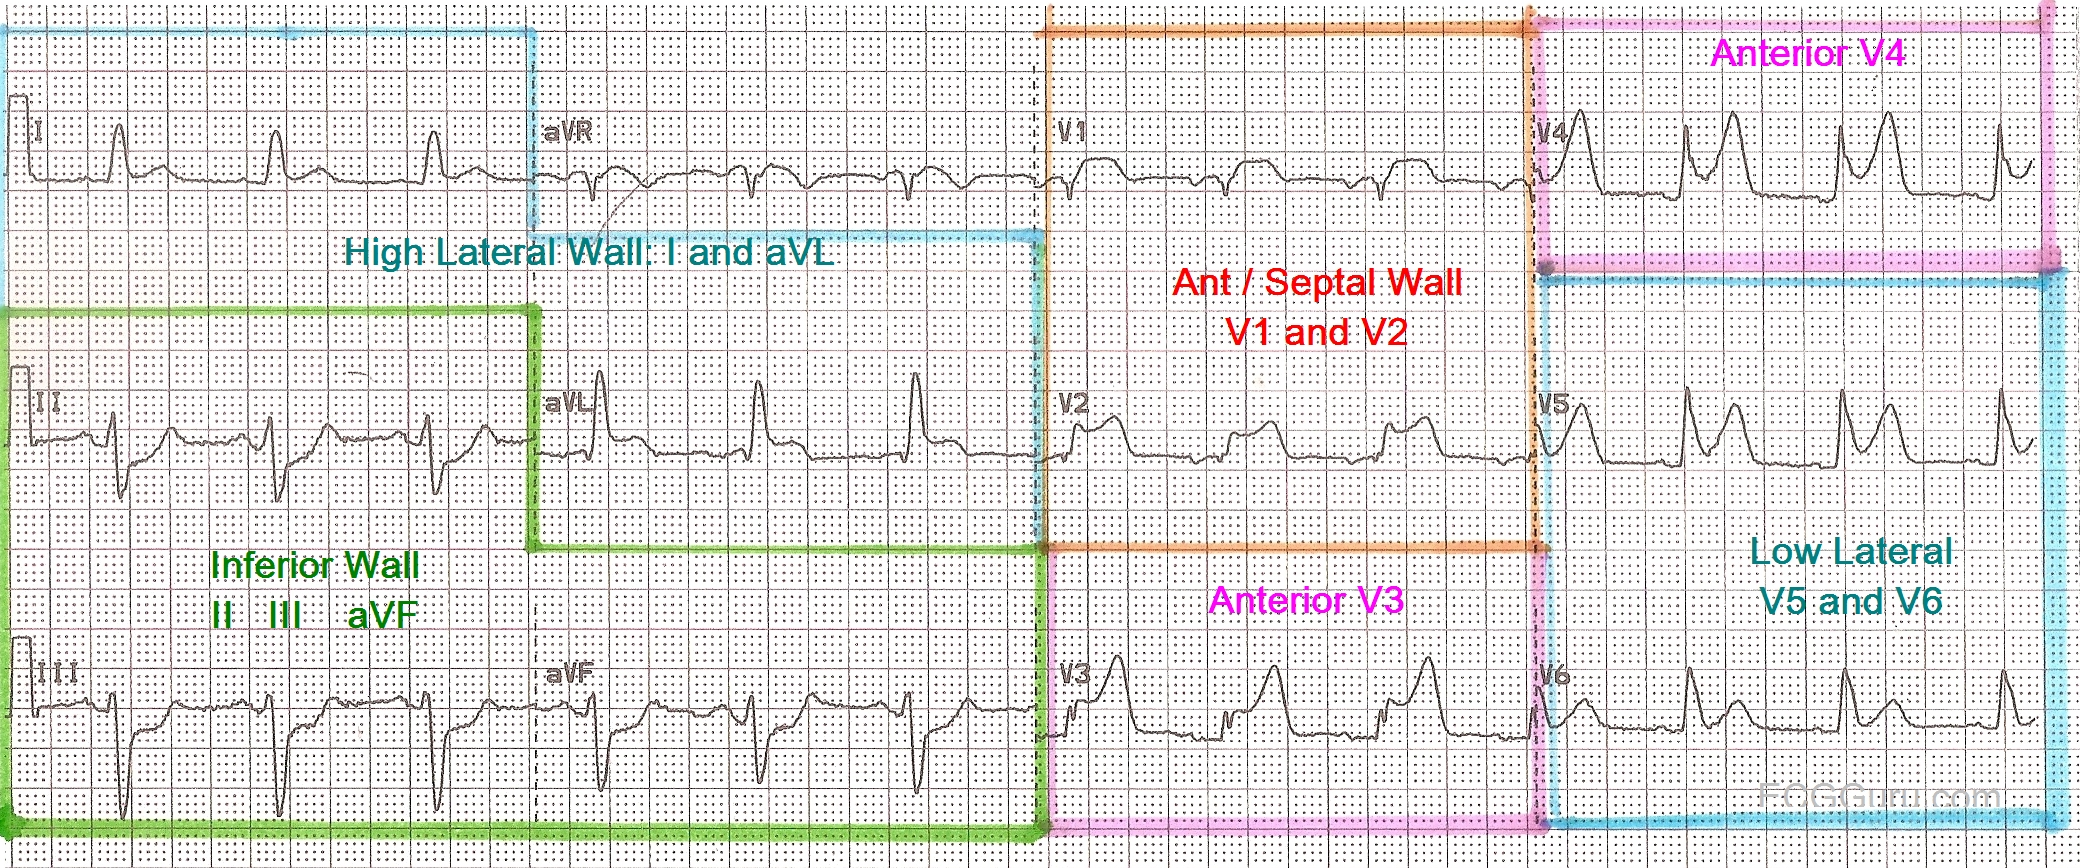 Anterior V4
I
aVR
V1
V4
High Lateral Wall: I and aVL
Ant / Septal Wall
V1 and V2
II
aVL
V2
V5
Inferior Wall
II III aVF
Anterior V3
Low Lateral
V5 and V6
III
aVF
V3
V6
ECGGuru.com